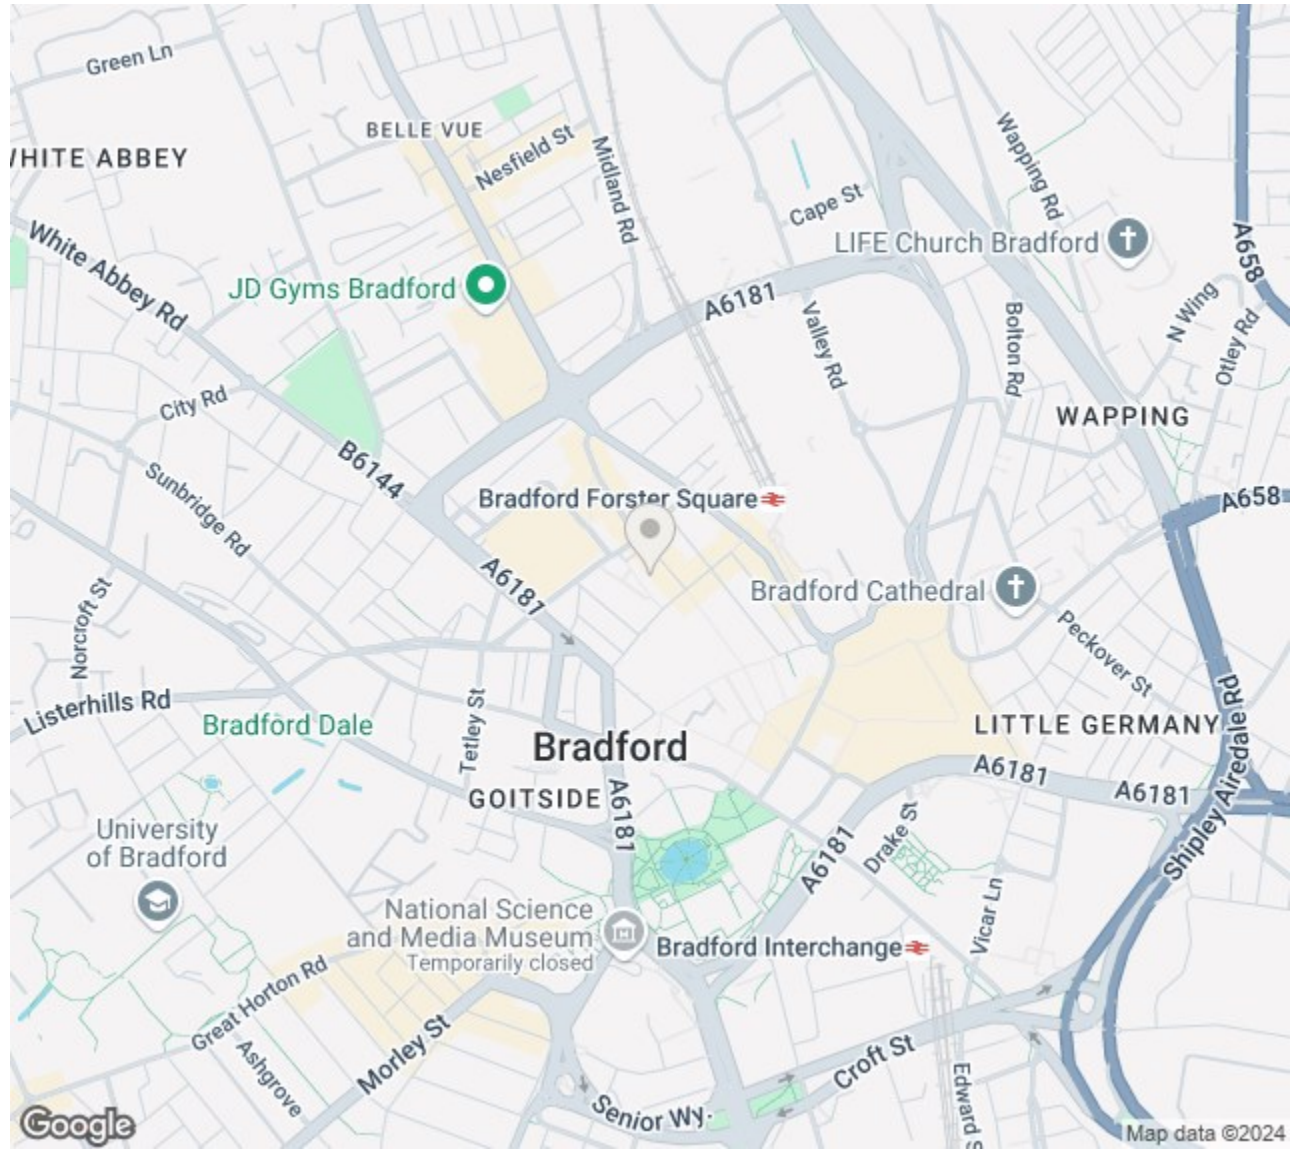 Green Ln
BELLE VUE
Nesfield St
Midland Rd
Wapping Rd
WHITE ABBEY
White Abbey Rd
Cape St
LIFE Church Bradford
A658
JD Gyms Bradford
A6181
Valley Rd
Bolton Rd
N Wing
Otley Rd
City Rd
WAPPING
B6144
Sunbridge Rd
Bradford Forster Square
A658
A6181
Bradford Cathedral
Norcroft St
Peckover St
Listerhills Rd
Bradford Dale
Tetley St
LITTLE GERMANY
Bradford
A6181
A6181
GOITSIDE
A6181
Shipley Airedale Rd
University
of Bradford
A6181
Drake St
Vicar Ln
National Science
and Media Museum
Temporarily closed
Bradford Interchange
Great Horton Rd
Morley St
Ashgrove
Croft St
Edward S
Senior Wy.
Google
Map data ©2024